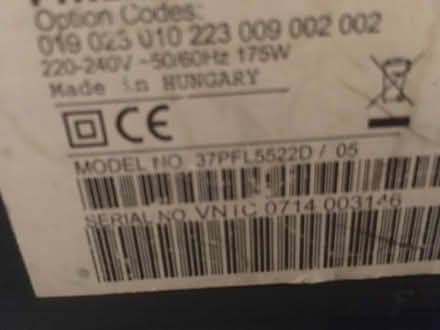 Option Codes:
019 023 010 223 009 002 002
220-240V ~50/60Hz 175W
Made in HUNGARY
CE
MODEL NO. 37PFL5522D / 05
SERIAL NO. VN1C 0714 003146